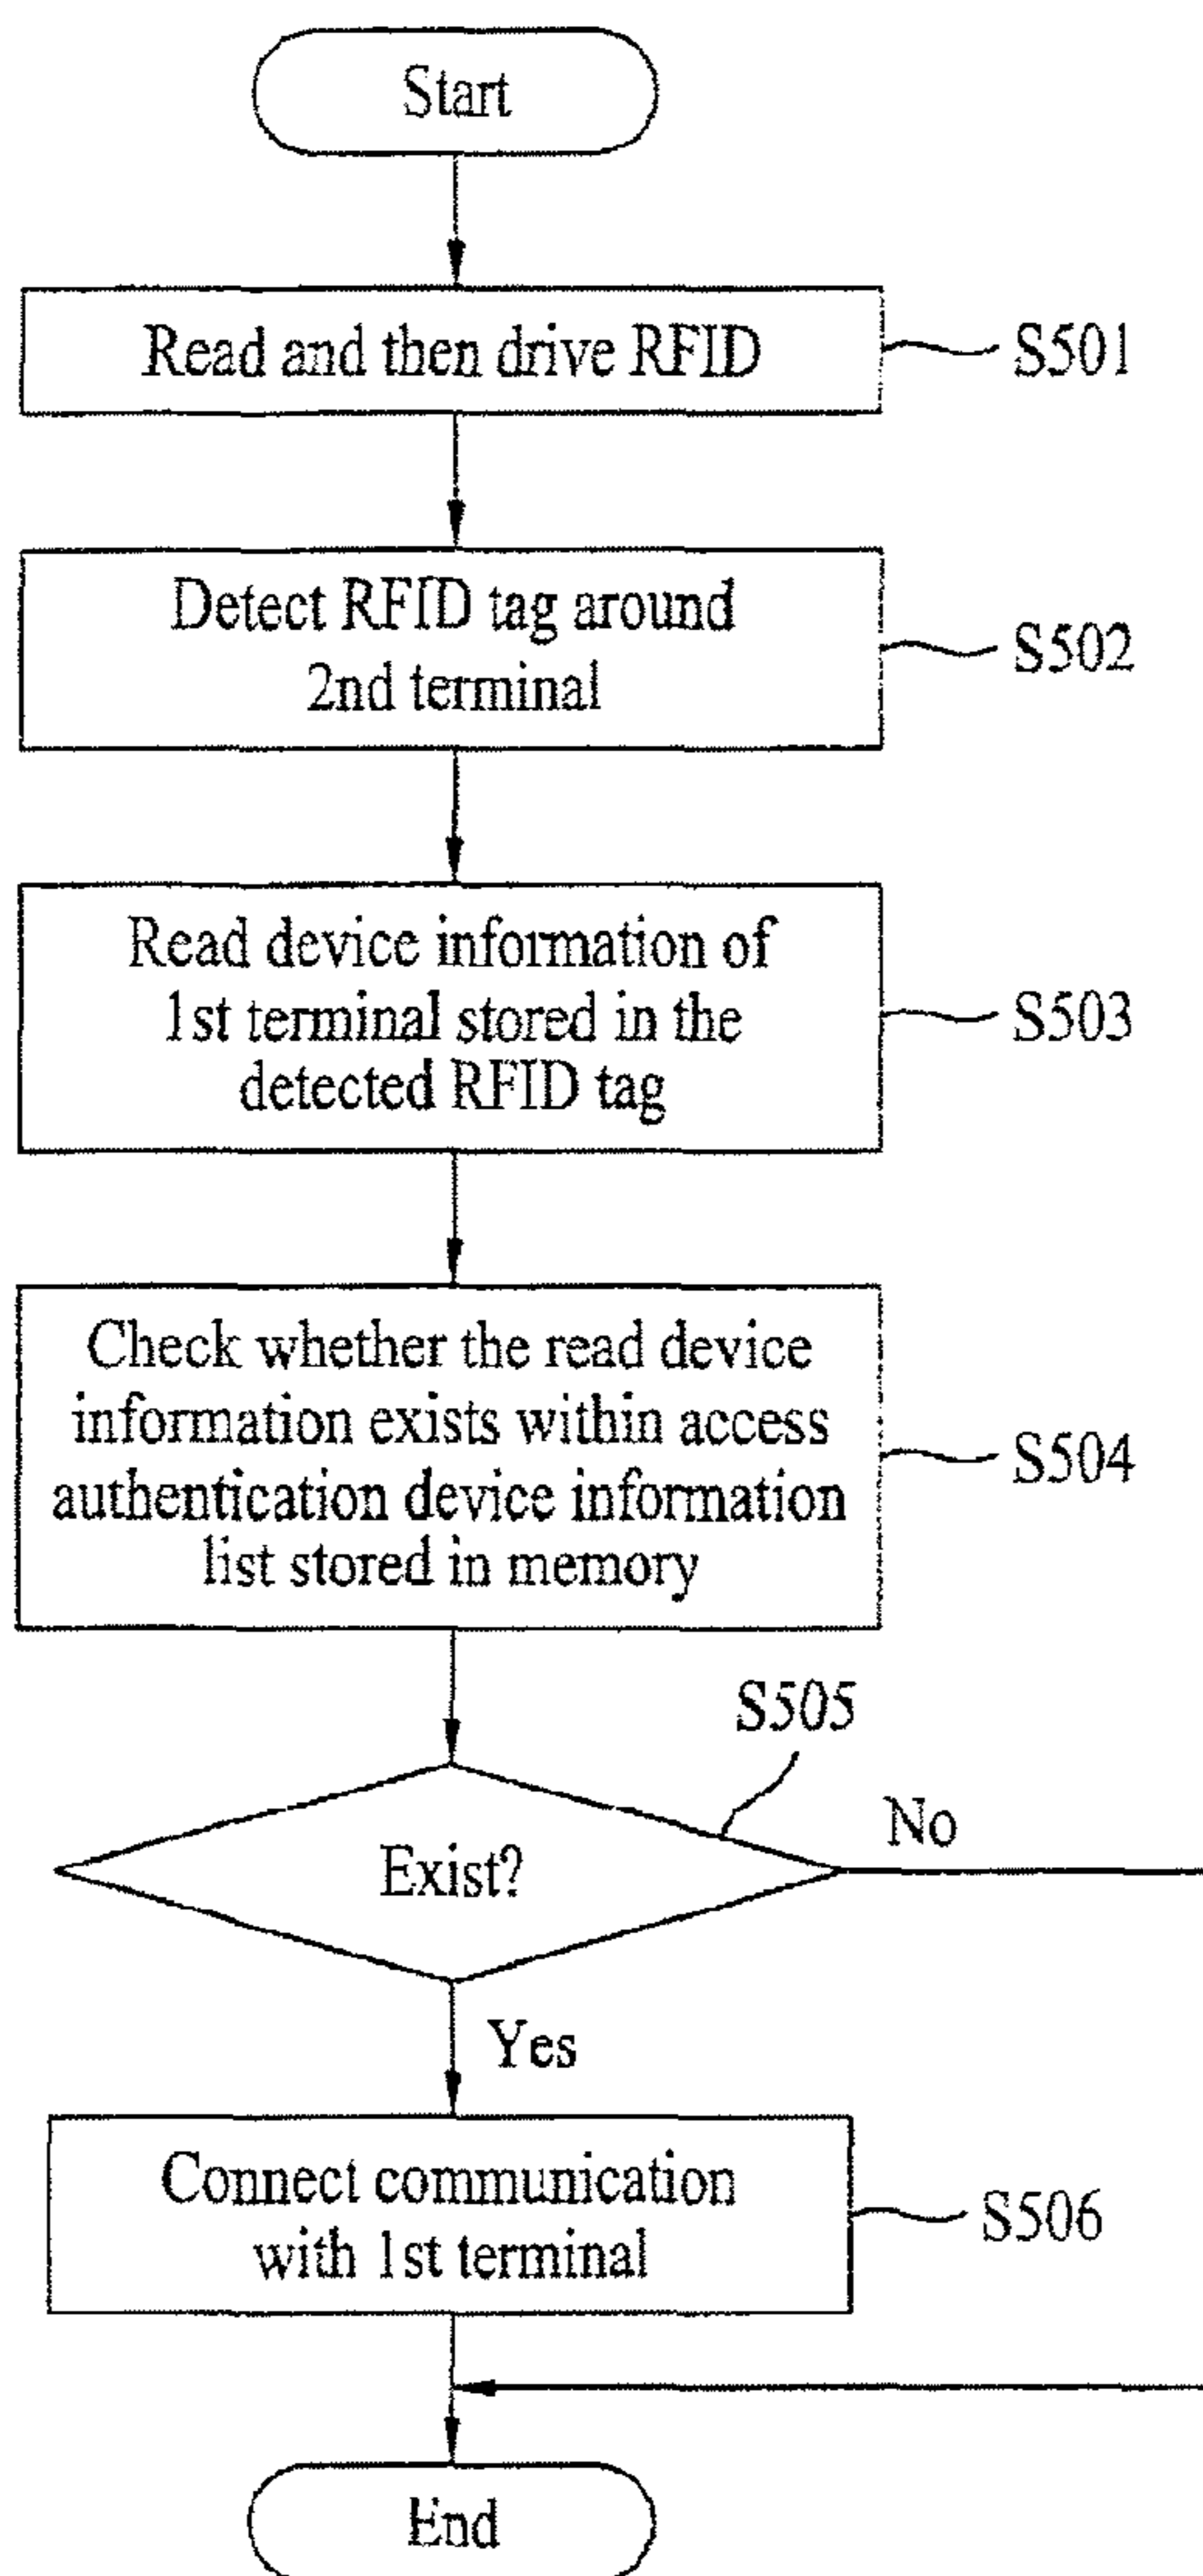 Start
Read and then drive RFID
S501
Detect RFID tag around
2nd terminal
S502
Read device information of
1st terminal stored in the
detected RFID tag
S503
Check whether the read device
information exists within access
authentication device information
list stored in memory
S504
S505
Exist?
No
Yes
Connect communication
with 1st terminal
S506
End